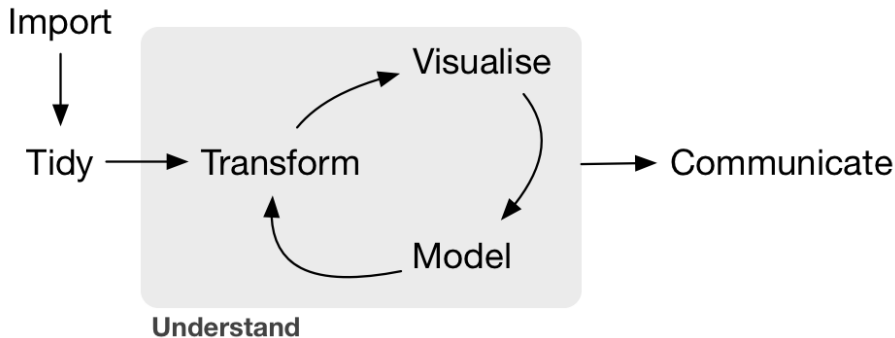 Import
Visualise
Tidy
Transform
Communicate
Model
Understand